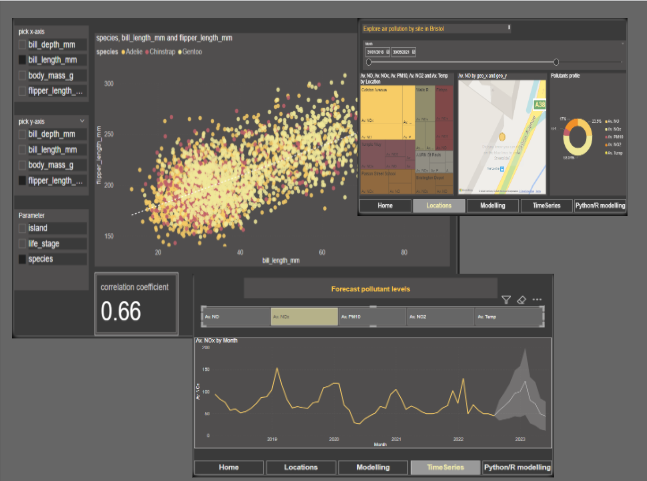 pick x-axis
bill_depth_mm
bill_length_mm
body_mass_g
flipper_length_...
pick y-axis
bill_depth_mm
bill_length_mm
body_mass_g
flipper_length_...
Parameter
island
life_stage
species
species, bill_length_mm and flipper_length_mm
species Adelie Chinstrap Gentoo
flipper_length_mm
300
250
200
150
20
40
60
80
bill_length_mm
correlation coefficient
0.66
Explore air pollution by site in Bristol
Av. NO, Av. NOx, Av. PM10, Av. NO2 and Av. Temp
by Location
Av. NO by geo_x and geo_y
Pollutants profile
Av. NO
Av. NOx
Av. PM10
Av. NO2
Av. Temp
A38
Home
Locations
Modelling
TimeSeries
Python/R modelling
Forecast pollutant levels
Av. NO
Av. NOx
Av. PM10
Av. NO2
Av. Temp
Av. NOx by Month
Av. NOx
200
150
100
50
0
2019
2020
2021
2022
2023
Month
Home
Locations
Modelling
TimeSeries
Python/R modelling